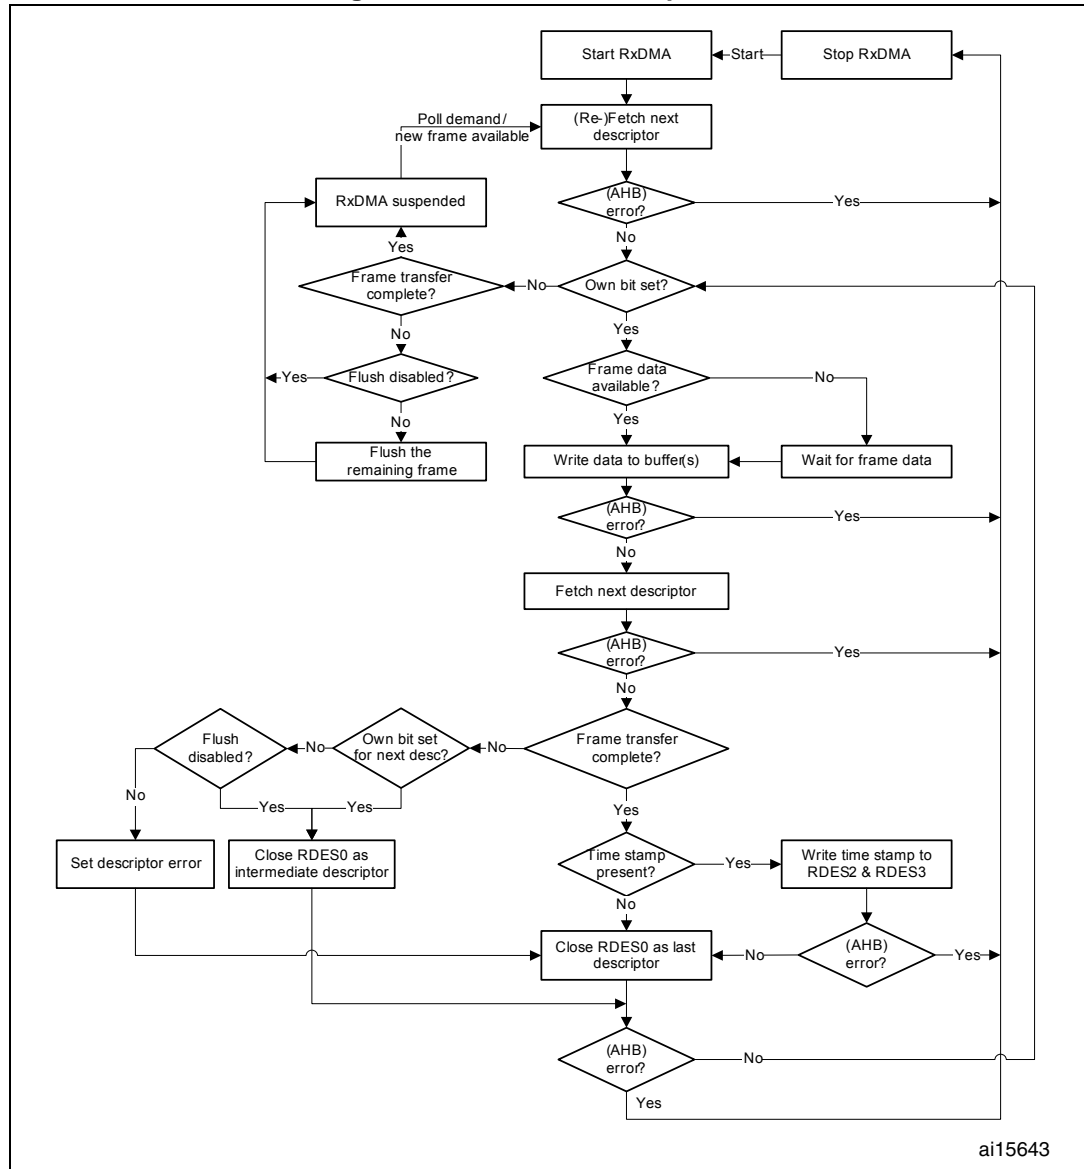 Start RxDMA
Start
Stop RxDMA
Poll demand/
new frame available
(Re-)Fetch next
descriptor
RxDMA suspended
(AHB)
error?
Yes
Yes
No
Frame transfer
complete?
No
Own bit set?
No
Yes
Yes
Flush disabled?
Frame data
available?
No
No
Yes
Flush the
remaining frame
Write data to buffer(s)
Wait for frame data
(AHB)
error?
Yes
No
Fetch next descriptor
(AHB)
error?
Yes
No
Flush
disabled?
No
Own bit set
for next desc?
No
Frame transfer
complete?
No
Yes
Yes
Yes
Set descriptor error
Close RDES0 as
intermediate descriptor
Time stamp
present?
Yes
Write time stamp to
RDES2 & RDES3
No
Close RDES0 as last
descriptor
No
(AHB)
error?
Yes
(AHB)
error?
No
Yes
ai15643